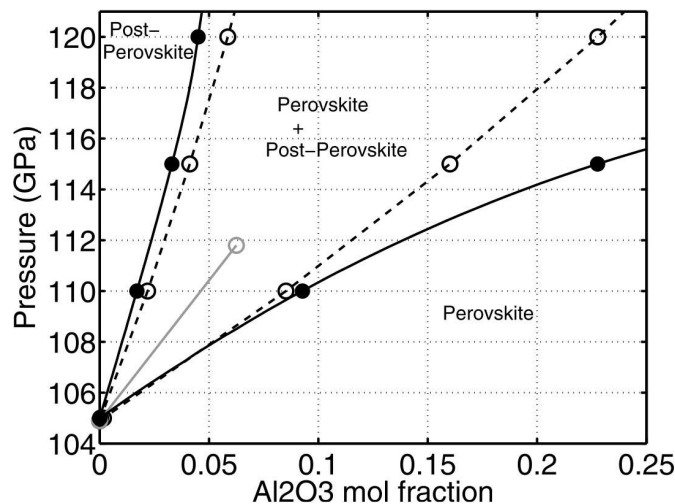 120
118
116
114
112
110
108
106
104
Pressure (GPa)
Post–
Perovskite
Perovskite
+
Post–Perovskite
Perovskite
0
0.05
0.1
0.15
0.2
0.25
Al2O3 mol fraction